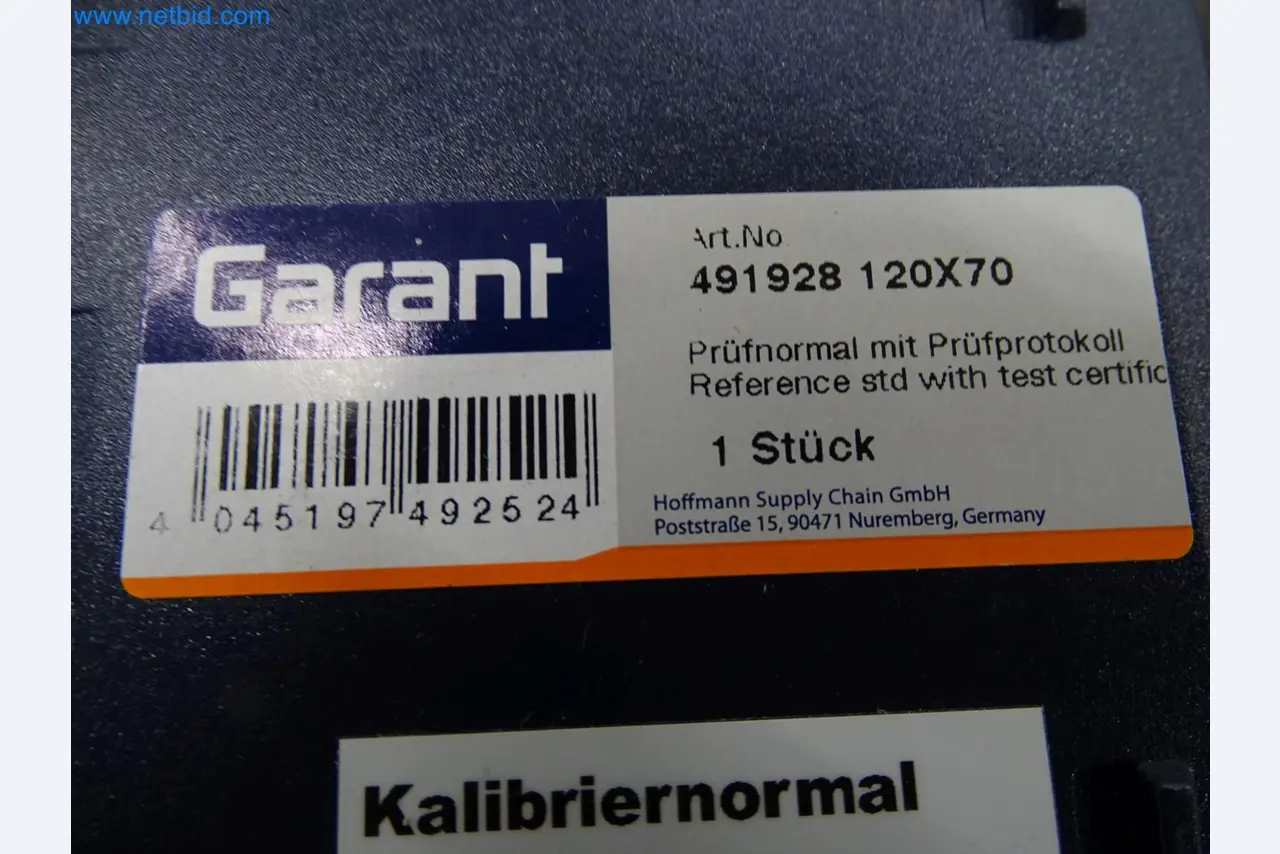 www.netbid.com
Garant
Art.No
491928 120X70
Prüfnormal mit Prüfprotokoll
Reference std with test certific
1 Stück
Hoffmann Supply Chain GmbH
Poststraße 15, 90471 Nuremberg, Germany
4 045197 492524
Kalibriernormal